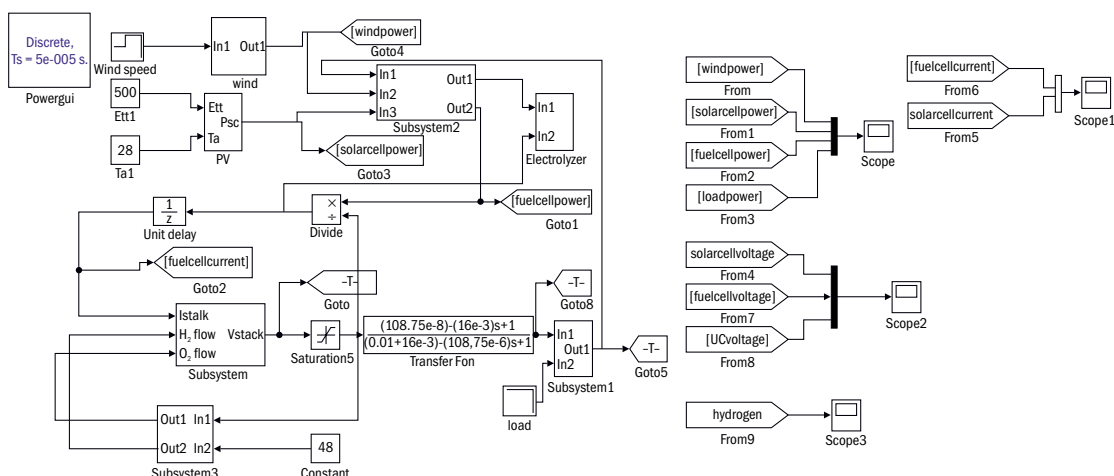 Discrete,
Ts = 5e-005 s.
Powergui
Wind speed
In1 Out1
wind
[windpower]
Goto4
500
Ett1
28
Ta1
Ett
Psc
Ta
PV
In1
In2
In3
Out1
Out2
Subsystem2
[solarcellpower]
Goto3
In1
In2
Electrolyzer
[fuelcellpower]
Goto1
×
÷
Divide
1
z
Unit delay
[fuelcellcurrent]
Goto2
Istalk
H2 flow
O2 flow
Vstack
Subsystem
–T–
Goto
Saturation5
(108.75e-8)-(16e-3)s+1
(0.01+16e-3)-(108,75e-6)s+1
Transfer Fon
–T–
Goto8
In1
Out1
In2
Subsystem1
–T–
Goto5
load
Out1 In1
Out2 In2
Subsystem3
48
Constant
[windpower]
From
[solarcellpower]
From1
[fuelcellpower]
From2
[loadpower]
From3
Scope
[fuelcellcurrent]
From6
solarcellcurrent
From5
Scope1
solarcellvoltage
From4
[fuelcellvoltage]
From7
[UCvoltage]
From8
Scope2
hydrogen
From9
Scope3